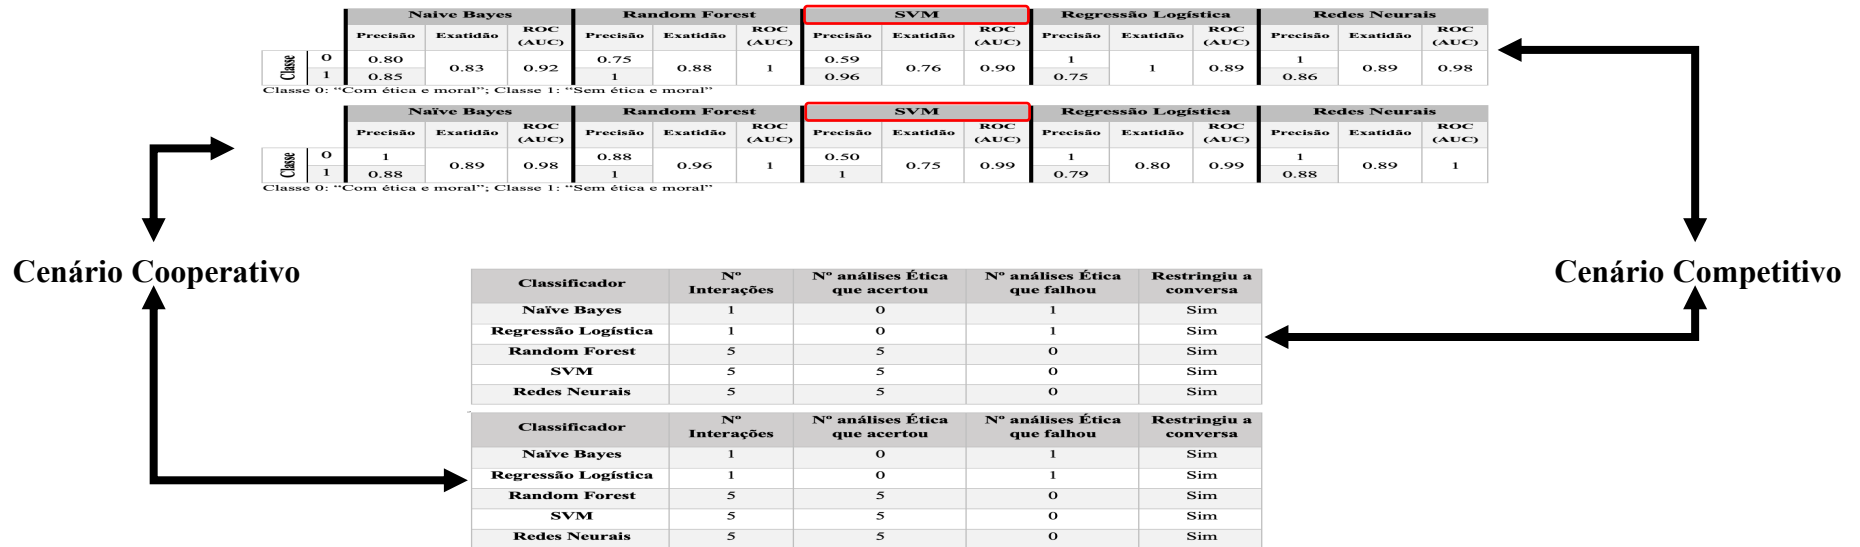 Naive Bayes Random Forest SVM Regressão Logística Redes Neurais
Precisão Exatidão ROC (AUC) Precisão Exatidão ROC (AUC) Precisão Exatidão ROC (AUC) Precisão Exatidão ROC (AUC) Precisão Exatidão ROC (AUC)
Classe 0 0.80 0.83 0.92 0.75 0.88 1 0.59 0.76 0.90 1 1 0.89 1 0.89 0.98
1 0.85 1 0.96 0.75 0.86
Classe 0: “Com ética e moral”; Classe 1: “Sem ética e moral”
Naïve Bayes Random Forest SVM Regressão Logística Redes Neurais
Precisão Exatidão ROC (AUC) Precisão Exatidão ROC (AUC) Precisão Exatidão ROC (AUC) Precisão Exatidão ROC (AUC) Precisão Exatidão ROC (AUC)
Classe 0 1 0.89 0.98 0.88 0.96 1 0.50 0.75 0.99 1 0.80 0.99 1 0.89 1
1 0.88 1 1 0.79 0.88
Classe 0: “Com ética e moral”; Classe 1: “Sem ética e moral”
Cenário Cooperativo
Cenário Competitivo
Classificador Nº Interações Nº análises Ética que acertou Nº análises Ética que falhou Restringiu a conversa
Naïve Bayes 1 0 1 Sim
Regressão Logística 1 0 1 Sim
Random Forest 5 5 0 Sim
SVM 5 5 0 Sim
Redes Neurais 5 5 0 Sim
Classificador Nº Interações Nº análises Ética que acertou Nº análises Ética que falhou Restringiu a conversa
Naïve Bayes 1 0 1 Sim
Regressão Logística 1 0 1 Sim
Random Forest 5 5 0 Sim
SVM 5 5 0 Sim
Redes Neurais 5 5 0 Sim